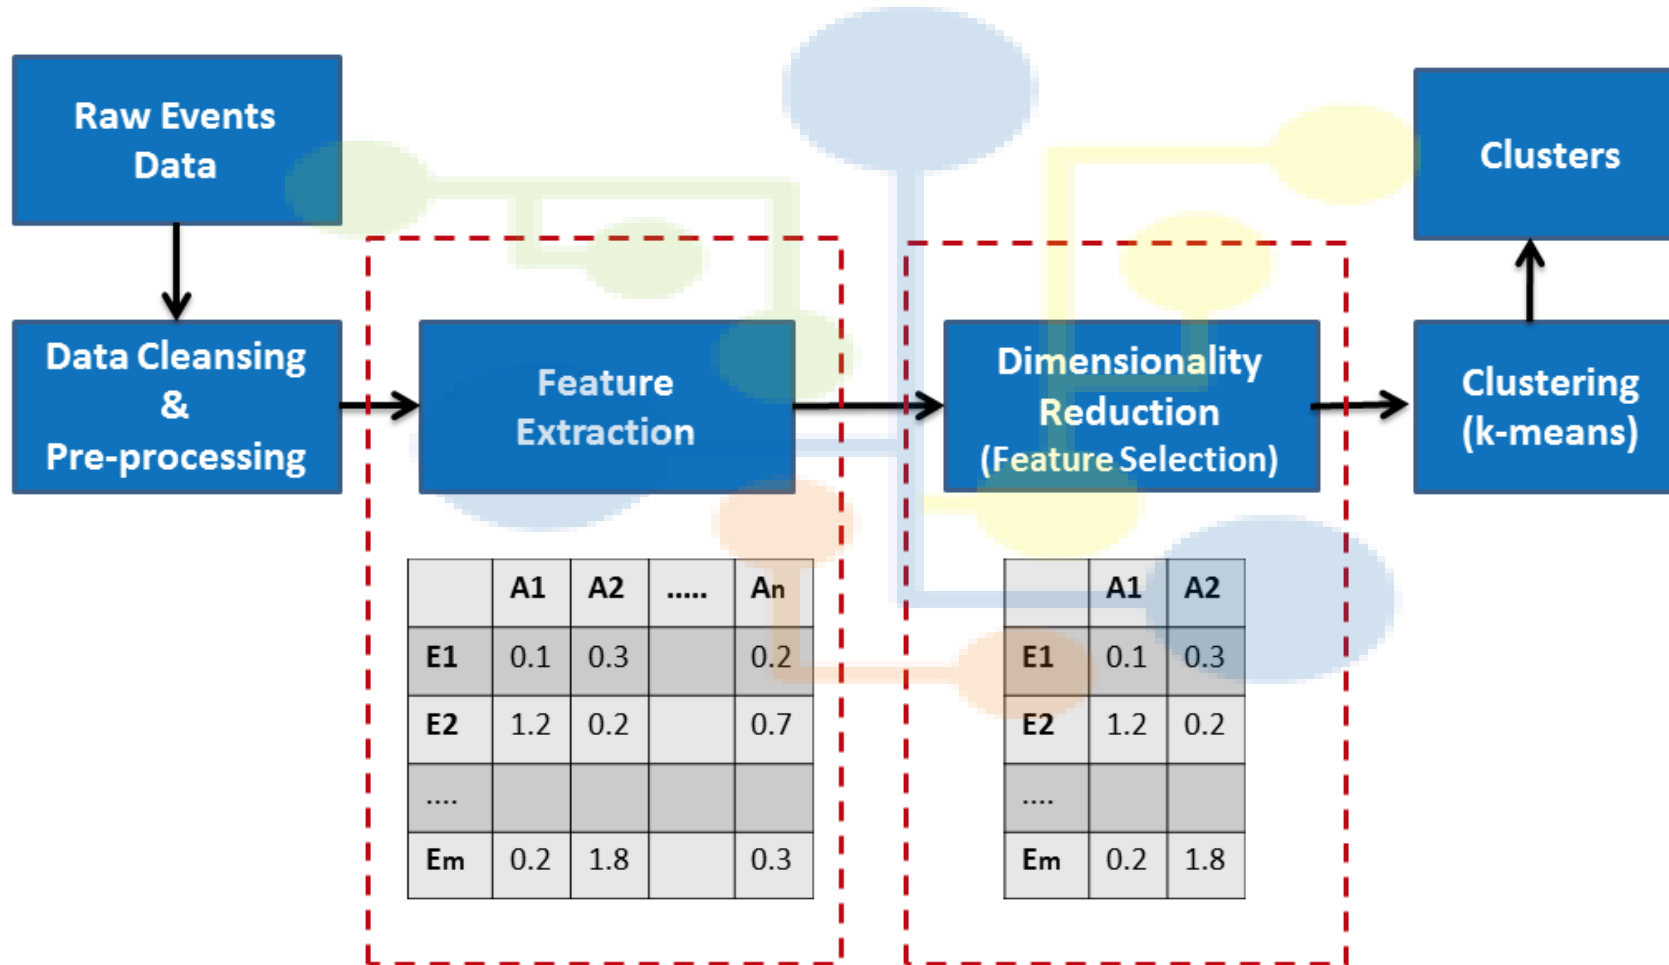 Raw Events
Data
Data Cleansing
&
Pre-processing
Feature
Extraction
Dimensionality
Reduction
(Feature Selection)
Clustering
(k-means)
Clusters
A1 A2 ..... An
E1 0.1 0.3 0.2
E2 1.2 0.2 0.7
....
Em 0.2 1.8 0.3
A1 A2
E1 0.1 0.3
E2 1.2 0.2
....
Em 0.2 1.8